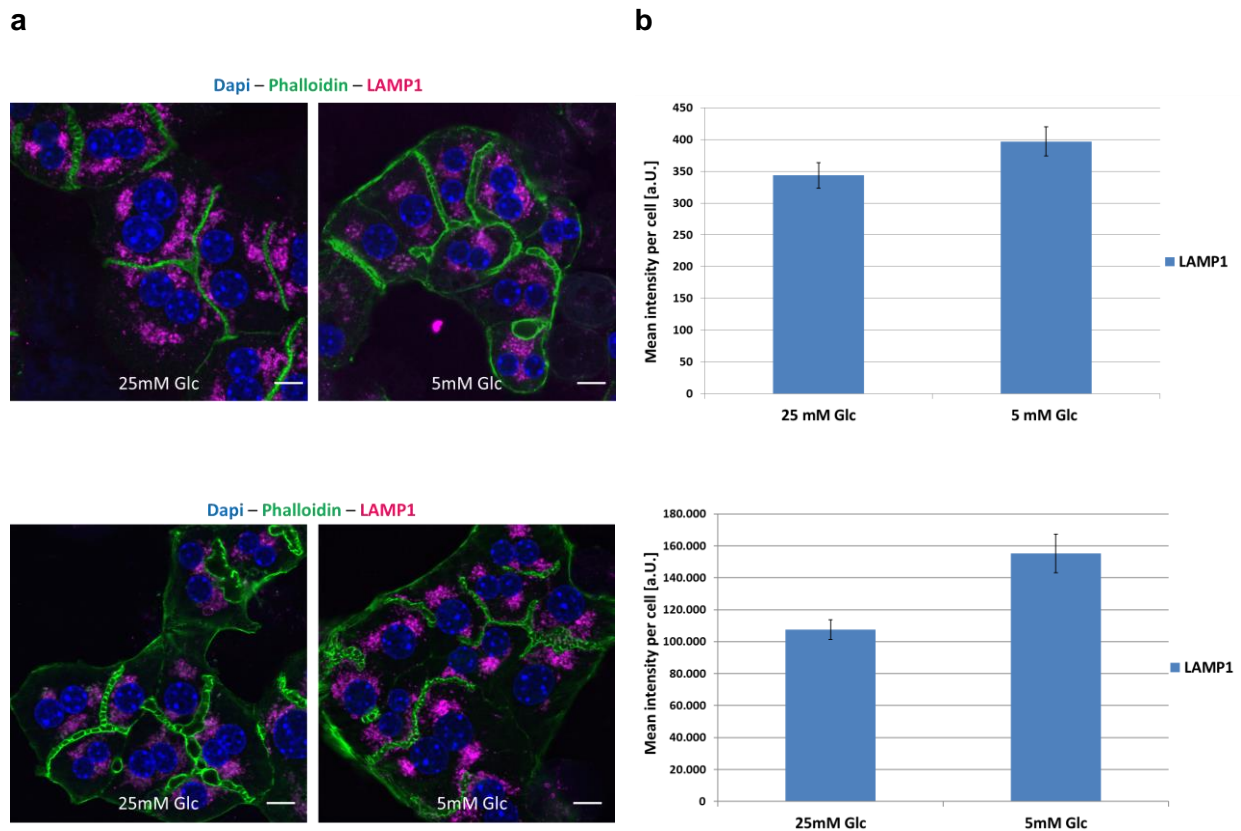 a
b
Dapi – Phalloidin – LAMP1
25mM Glc
5mM Glc
Mean intensity per cell [a.U.]
450
400
350
300
250
200
150
100
50
0
25 mM Glc
5 mM Glc
LAMP1
Dapi – Phalloidin – LAMP1
25mM Glc
5mM Glc
Mean intensity per cell [a.U.]
180.000
160.000
140.000
120.000
100.000
80.000
60.000
40.000
20.000
0
25mM Glc
5mM Glc
LAMP1